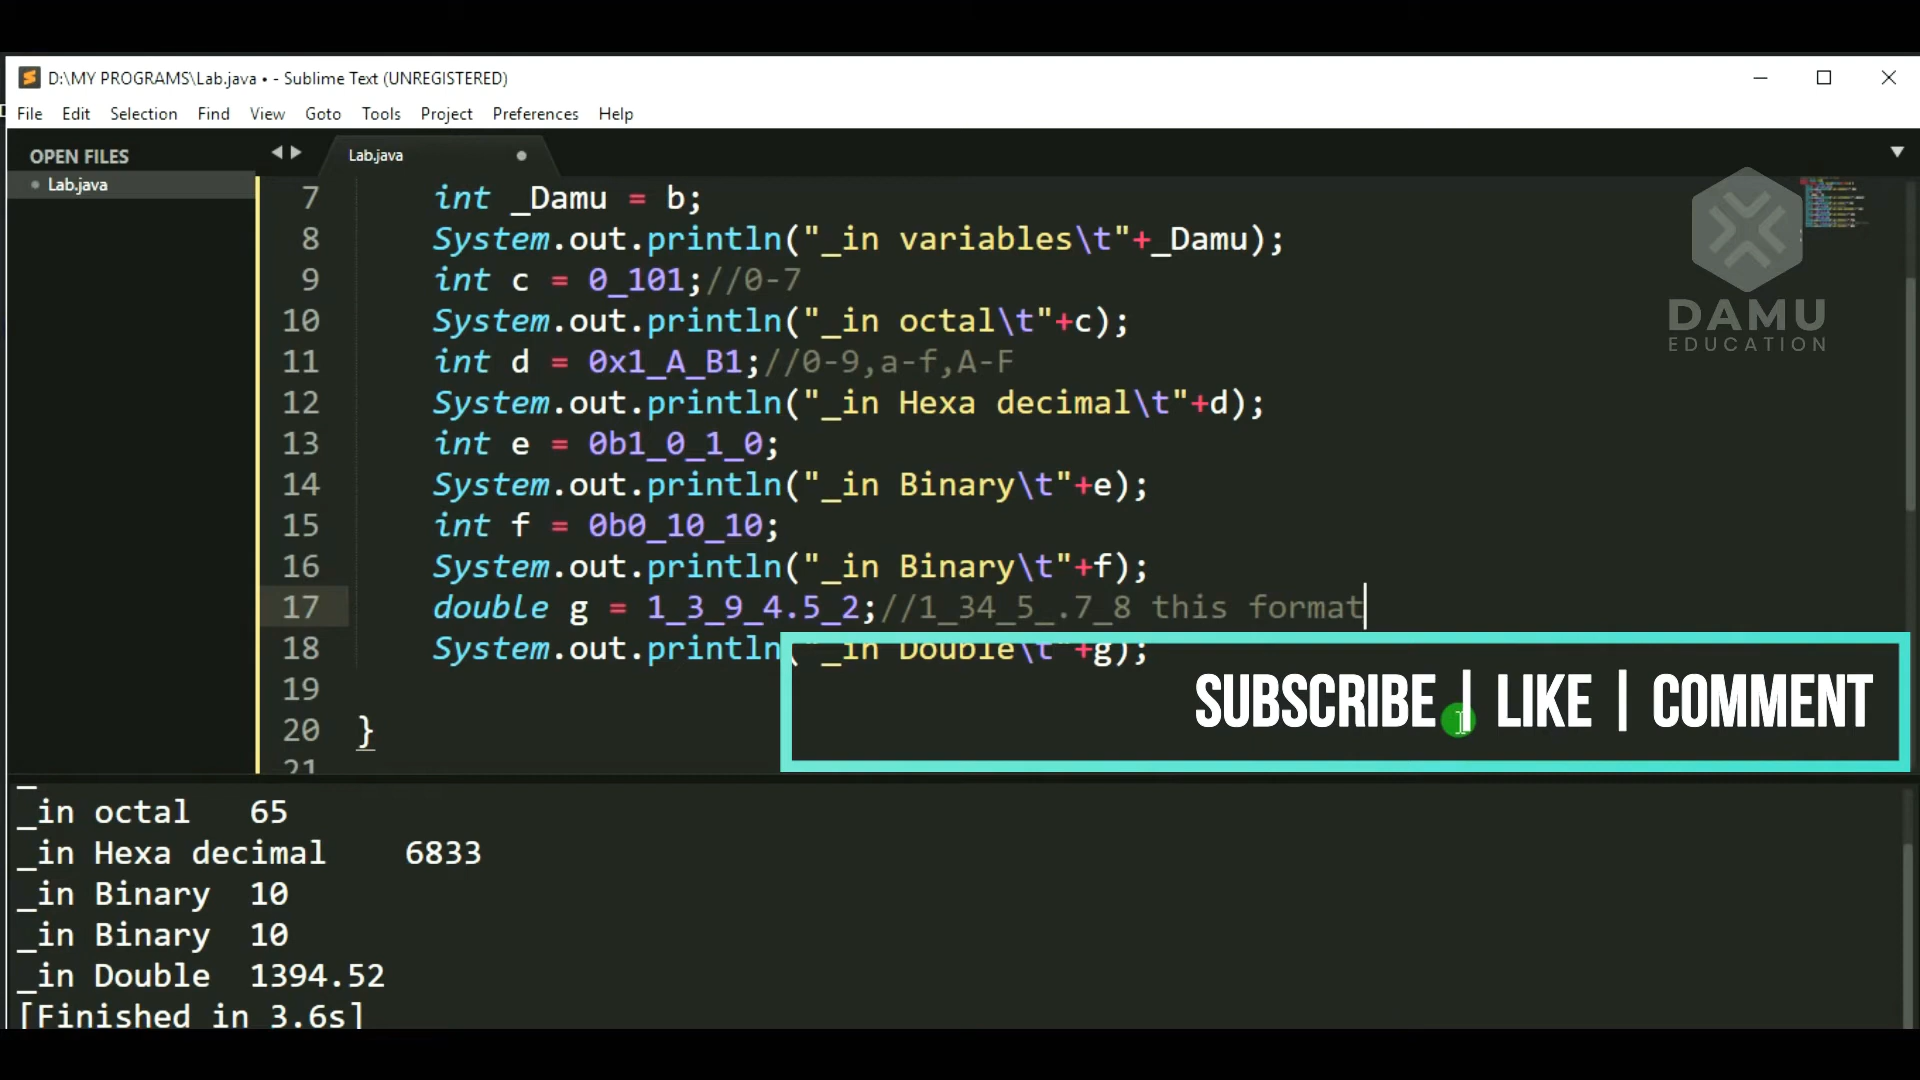 D:\MY PROGRAMS\Lab.java • - Sublime Text (UNREGISTERED)
File Edit Selection Find View Goto Tools Project Preferences Help
OPEN FILES
Lab.java
Lab.java
7 int _Damu = b;
8 System.out.println("_in variables\t"+_Damu);
9 int c = 0_101;//0-7
10 System.out.println("_in octal\t"+c);
11 int d = 0x1_A_B1;//0-9,a-f,A-F
12 System.out.println("_in Hexa decimal\t"+d);
13 int e = 0b1_0_1_0;
14 System.out.println("_in Binary\t"+e);
15 int f = 0b0_10_10;
16 System.out.println("_in Binary\t"+f);
17 double g = 1_3_9_4.5_2;//1_34_5_.7_8 this format
18 System.out.println("_in Double\t"+g);
19
20 }
21
DAMU
EDUCATION
SUBSCRIBE | LIKE | COMMENT
_in octal 65
_in Hexa decimal 6833
_in Binary 10
_in Binary 10
_in Double 1394.52
[Finished in 3.6s]